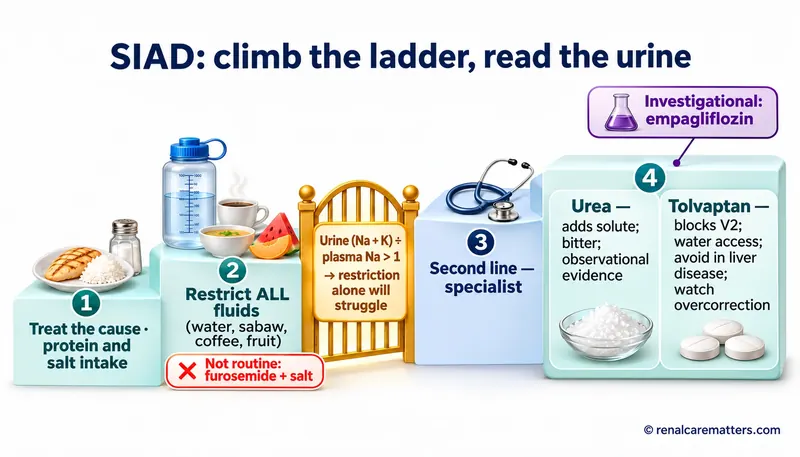 SIAD: climb the ladder, read the urine
1
Treat the cause ·
protein and
salt intake
2
Restrict ALL
fluids
(water, sabaw,
coffee, fruit)
Not routine:
furosemide + salt
Urine (Na + K) ÷
plasma Na > 1
→ restriction
alone will
struggle
3
Second line —
specialist
Investigational:
empagliflozin
4
Urea —
adds solute;
bitter;
observational
evidence
Tolvaptan —
blocks V2;
water access;
avoid in liver
disease;
watch
overcorrection
© renalcarematters.com